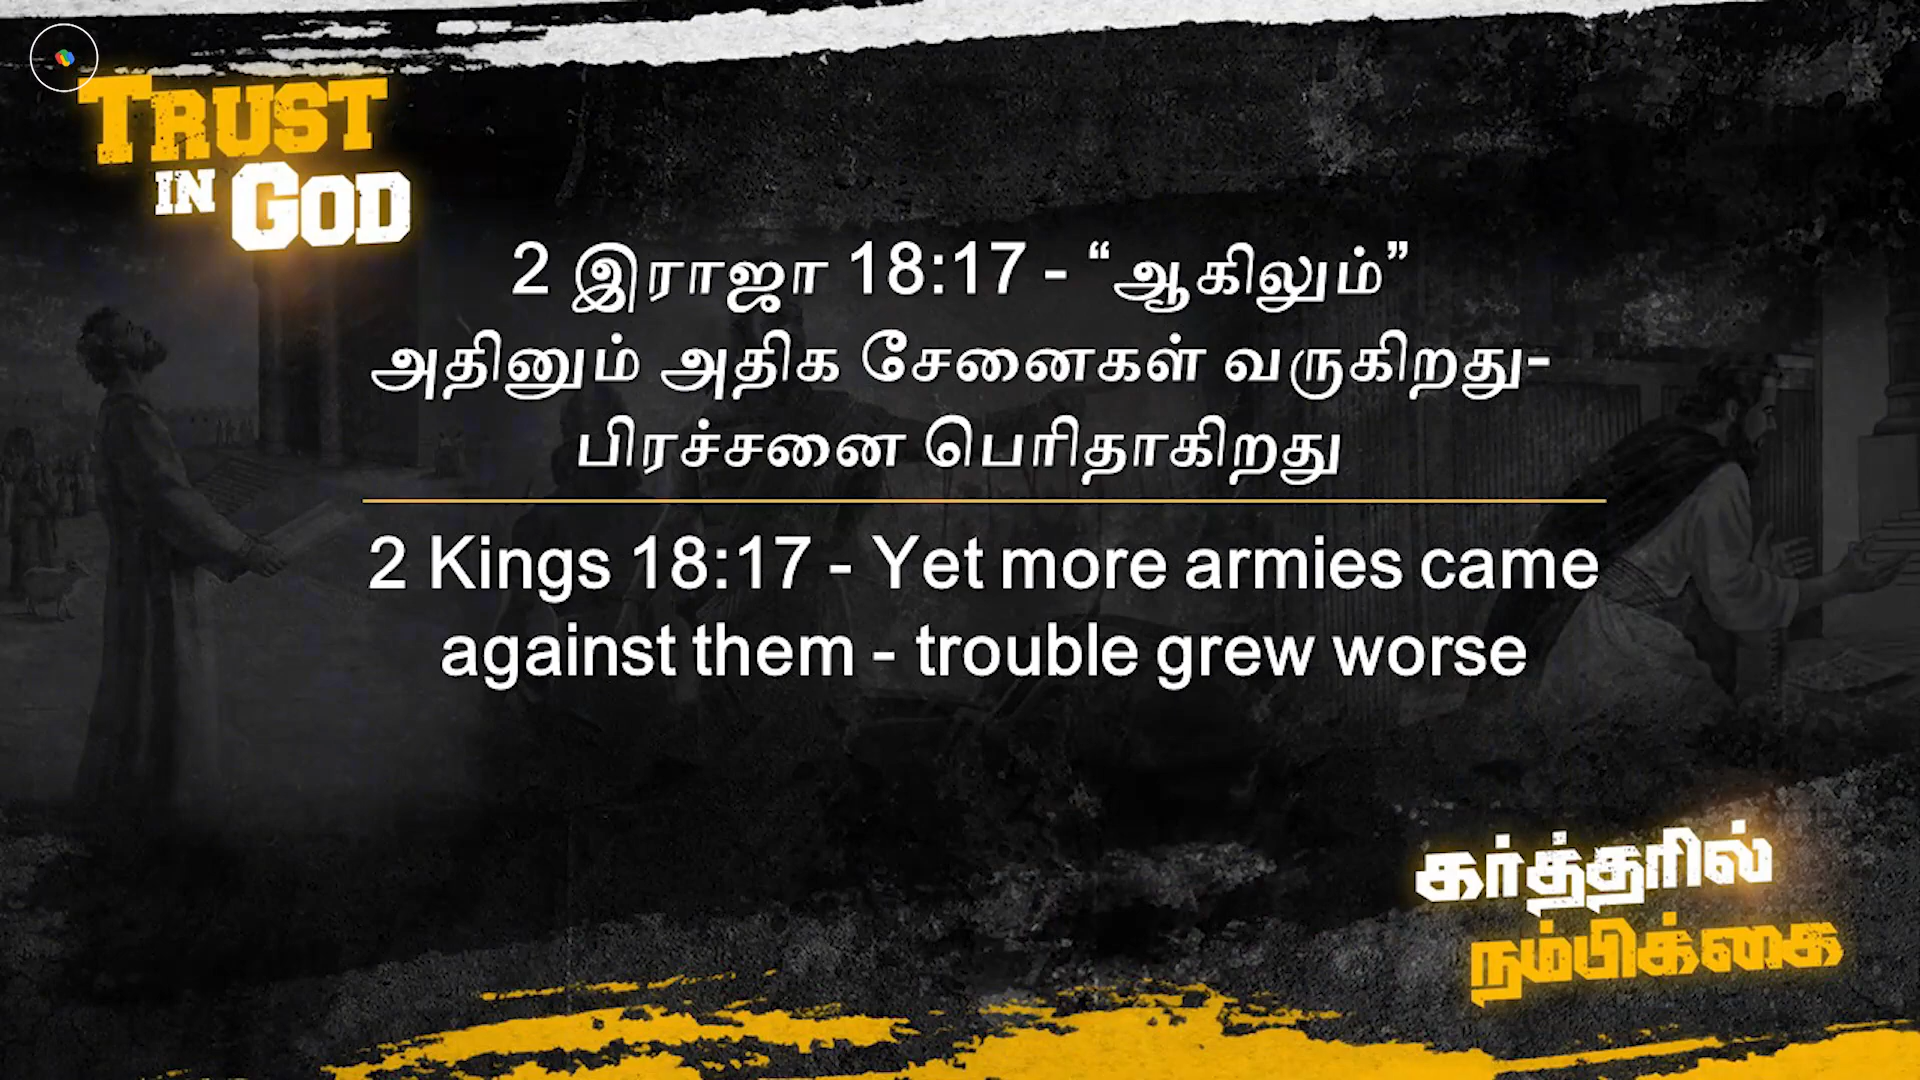 TRUST
IN GOD
2 இராஜா 18:17 - “ஆகிலும்”
அதினும் அதிக சேனைகள் வருகிறது-
பிரச்சனை பெரிதாகிறது
2 Kings 18:17 - Yet more armies came
against them - trouble grew worse
கர்த்தரில்
நம்பிக்கை